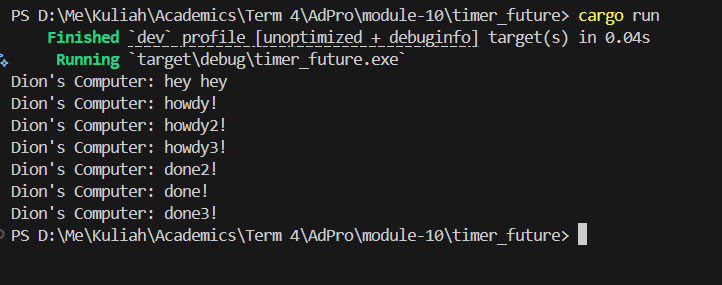 PS D:\Me\Kuliah\Academics\Term 4\AdPro\module-10\timer_future> cargo run
Finished `dev` profile [unoptimized + debuginfo] target(s) in 0.04s
Running `target\debug\timer_future.exe`
Dion's Computer: hey hey
Dion's Computer: howdy!
Dion's Computer: howdy2!
Dion's Computer: howdy3!
Dion's Computer: done2!
Dion's Computer: done!
Dion's Computer: done3!
PS D:\Me\Kuliah\Academics\Term 4\AdPro\module-10\timer_future>